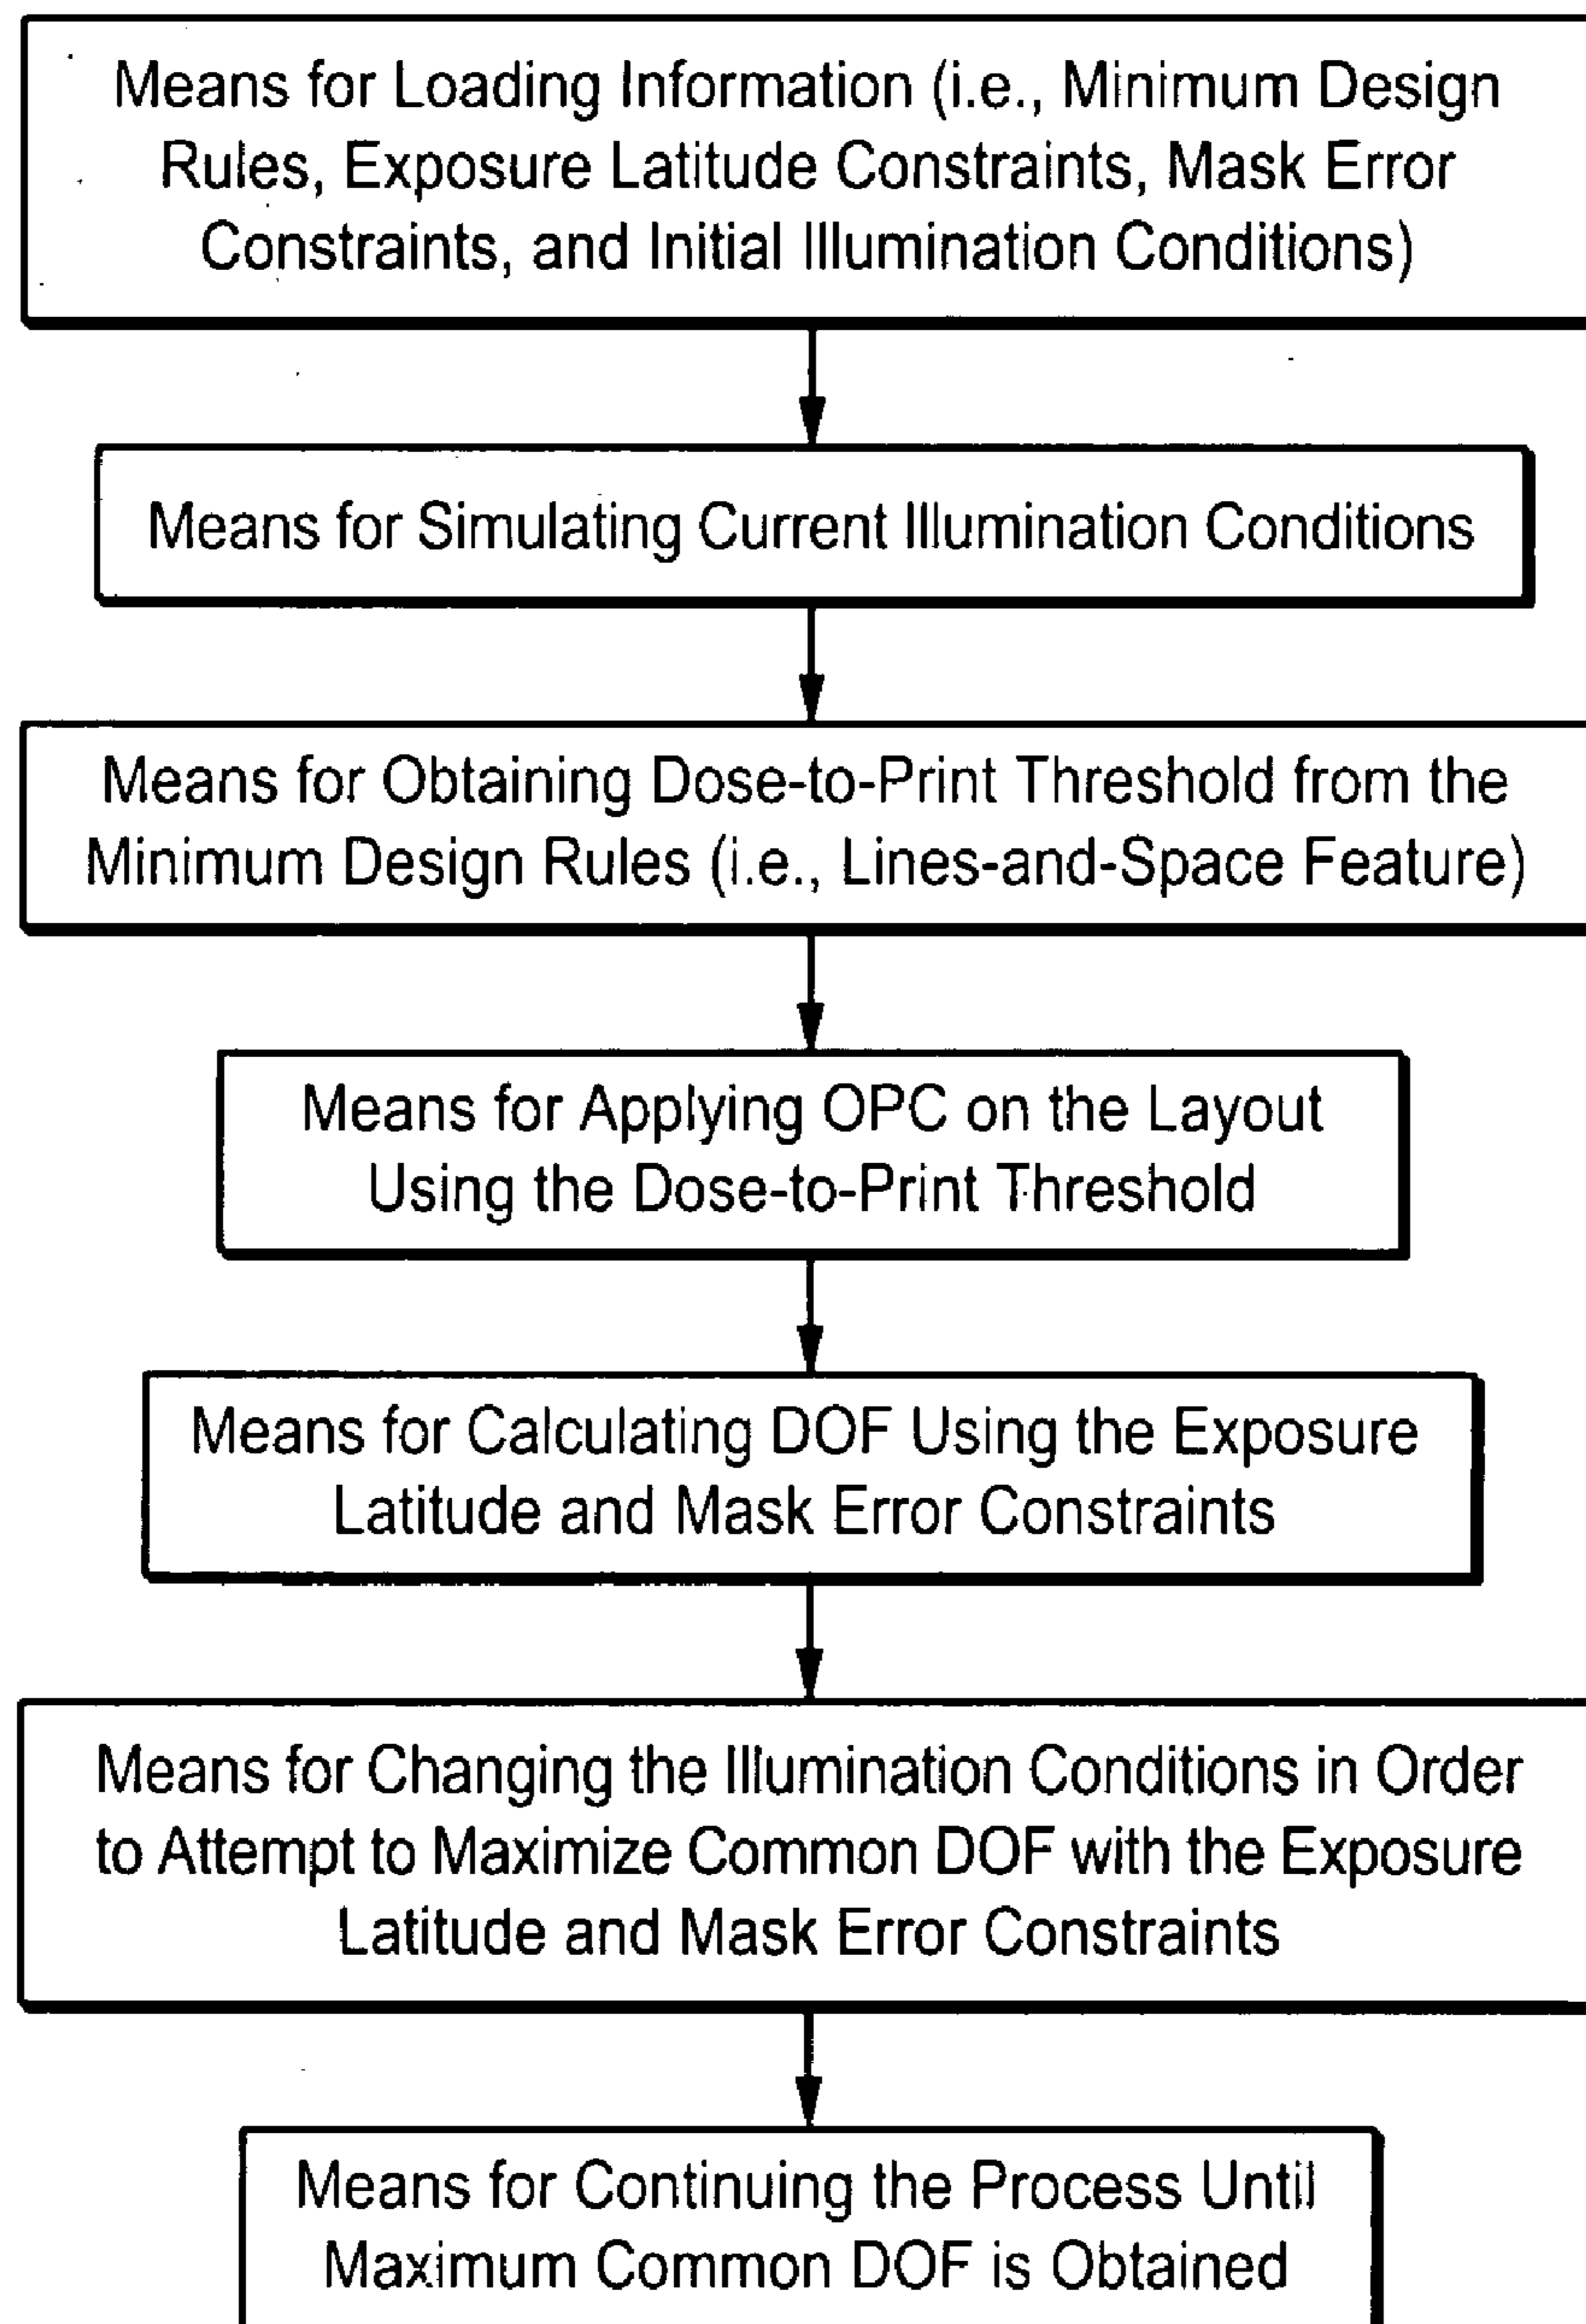 Means for Loading Information (i.e., Minimum Design
Rules, Exposure Latitude Constraints, Mask Error
Constraints, and Initial Illumination Conditions)
Means for Simulating Current Illumination Conditions
Means for Obtaining Dose-to-Print Threshold from the
Minimum Design Rules (i.e., Lines-and-Space Feature)
Means for Applying OPC on the Layout
Using the Dose-to-Print Threshold
Means for Calculating DOF Using the Exposure
Latitude and Mask Error Constraints
Means for Changing the Illumination Conditions in Order
to Attempt to Maximize Common DOF with the Exposure
Latitude and Mask Error Constraints
Means for Continuing the Process Until
Maximum Common DOF is Obtained